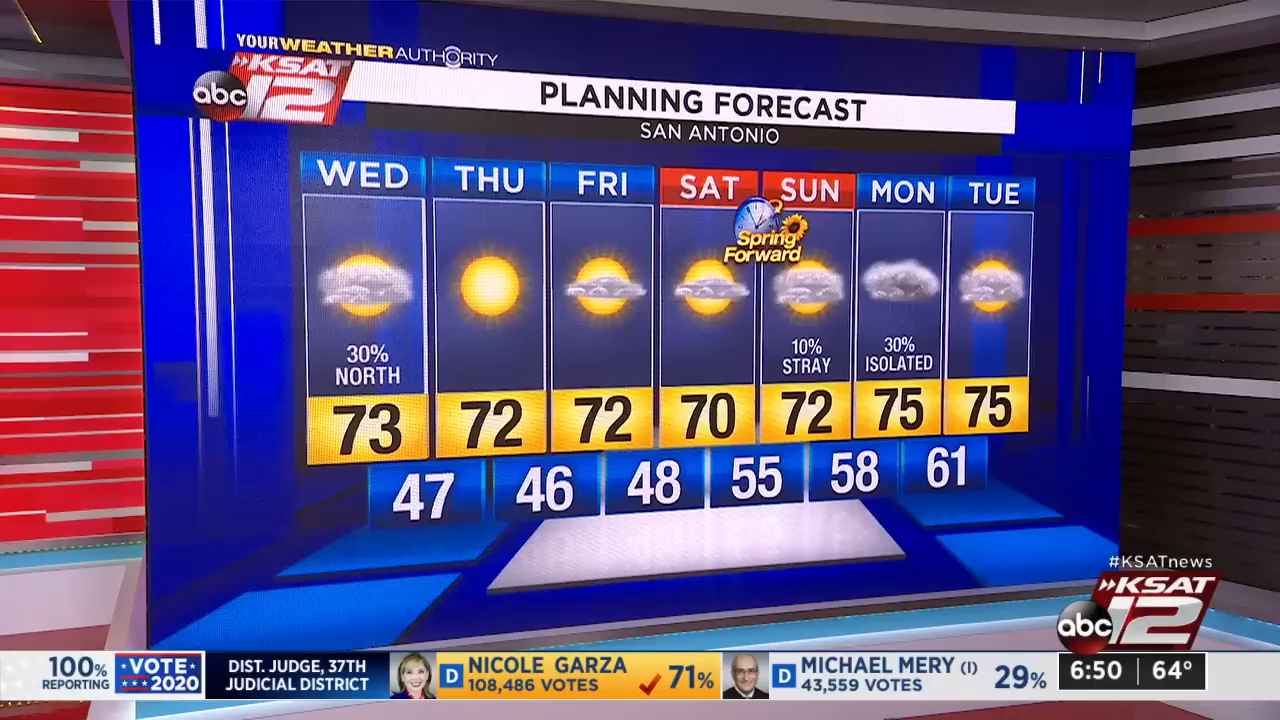 YOUR WEATHER AUTHORITY
KSAT
abc 12
PLANNING FORECAST
SAN ANTONIO
WED THU FRI SAT SUN MON TUE
Spring
Forward
30% 10% 30%
NORTH STRAY ISOLATED
73 72 72 70 72 75 75
47 46 48 55 58 61
#KSATnews
KSAT
abc 12
100%
REPORTING
VOTE
2020
DIST. JUDGE, 37TH
JUDICIAL DISTRICT
D NICOLE GARZA
108,486 VOTES
71%
D MICHAEL MERY (I)
43,559 VOTES
29%
6:50 64°